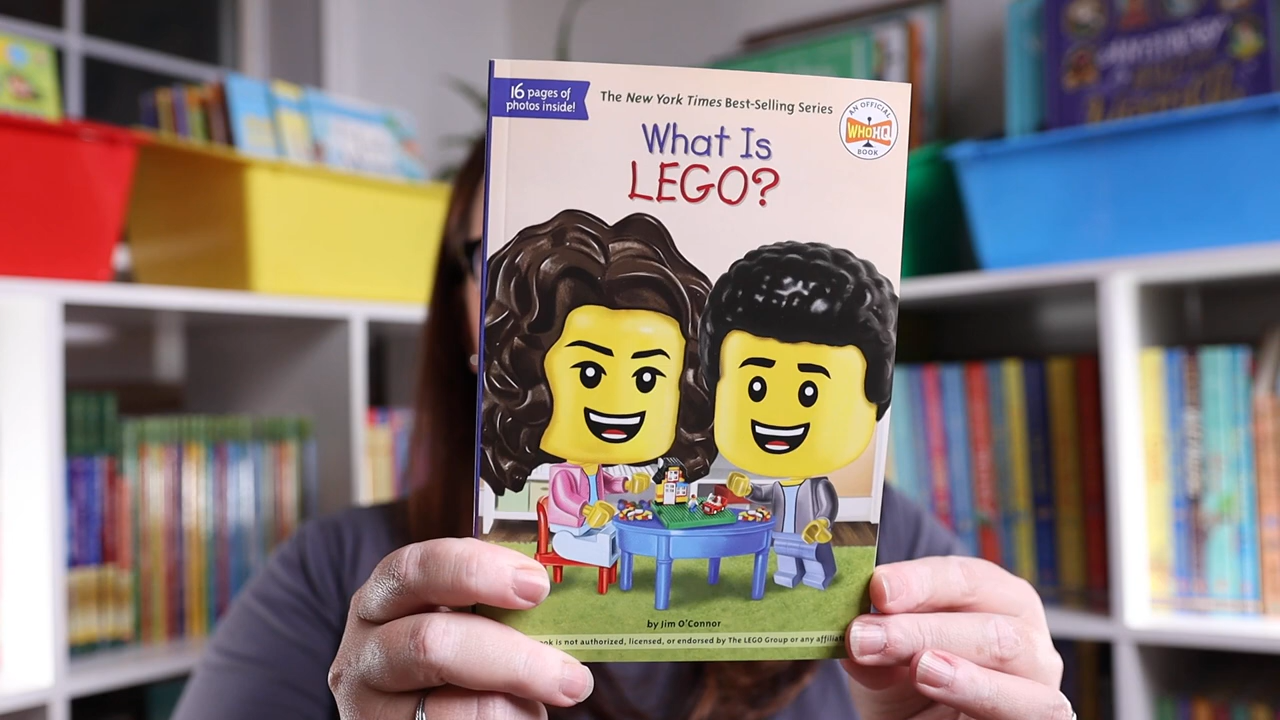 16 pages of
photos inside!
The New York Times Best-Selling Series
AN OFFICIAL
WHOHQ
BOOK
What Is
LEGO?
by Jim O'Connor
is not authorized, licensed, or endorsed by The LEGO Group or any